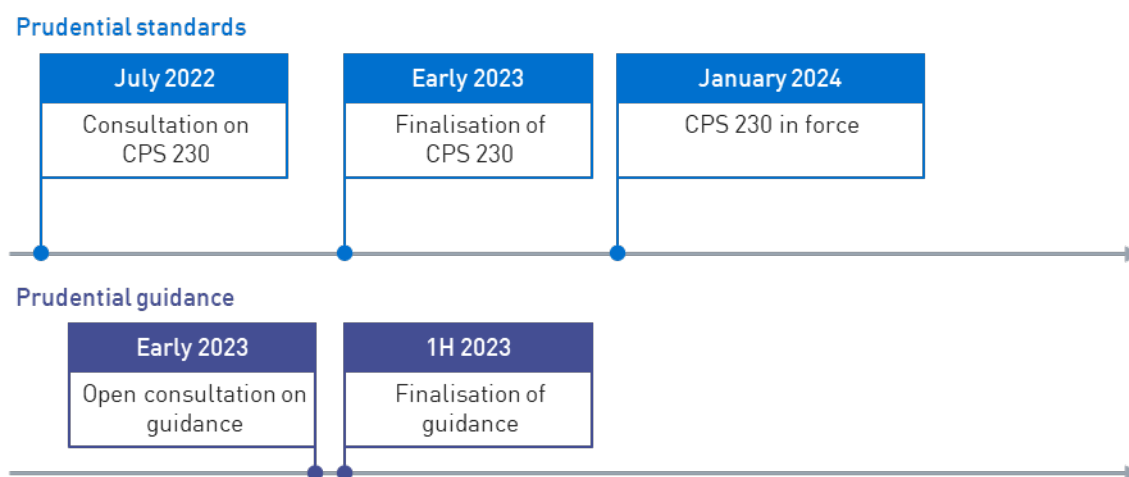 Prudential standards
July 2022
Consultation on
CPS 230
Early 2023
Finalisation of
CPS 230
January 2024
CPS 230 in force
Prudential guidance
Early 2023
Open consultation on
guidance
1H 2023
Finalisation of
guidance